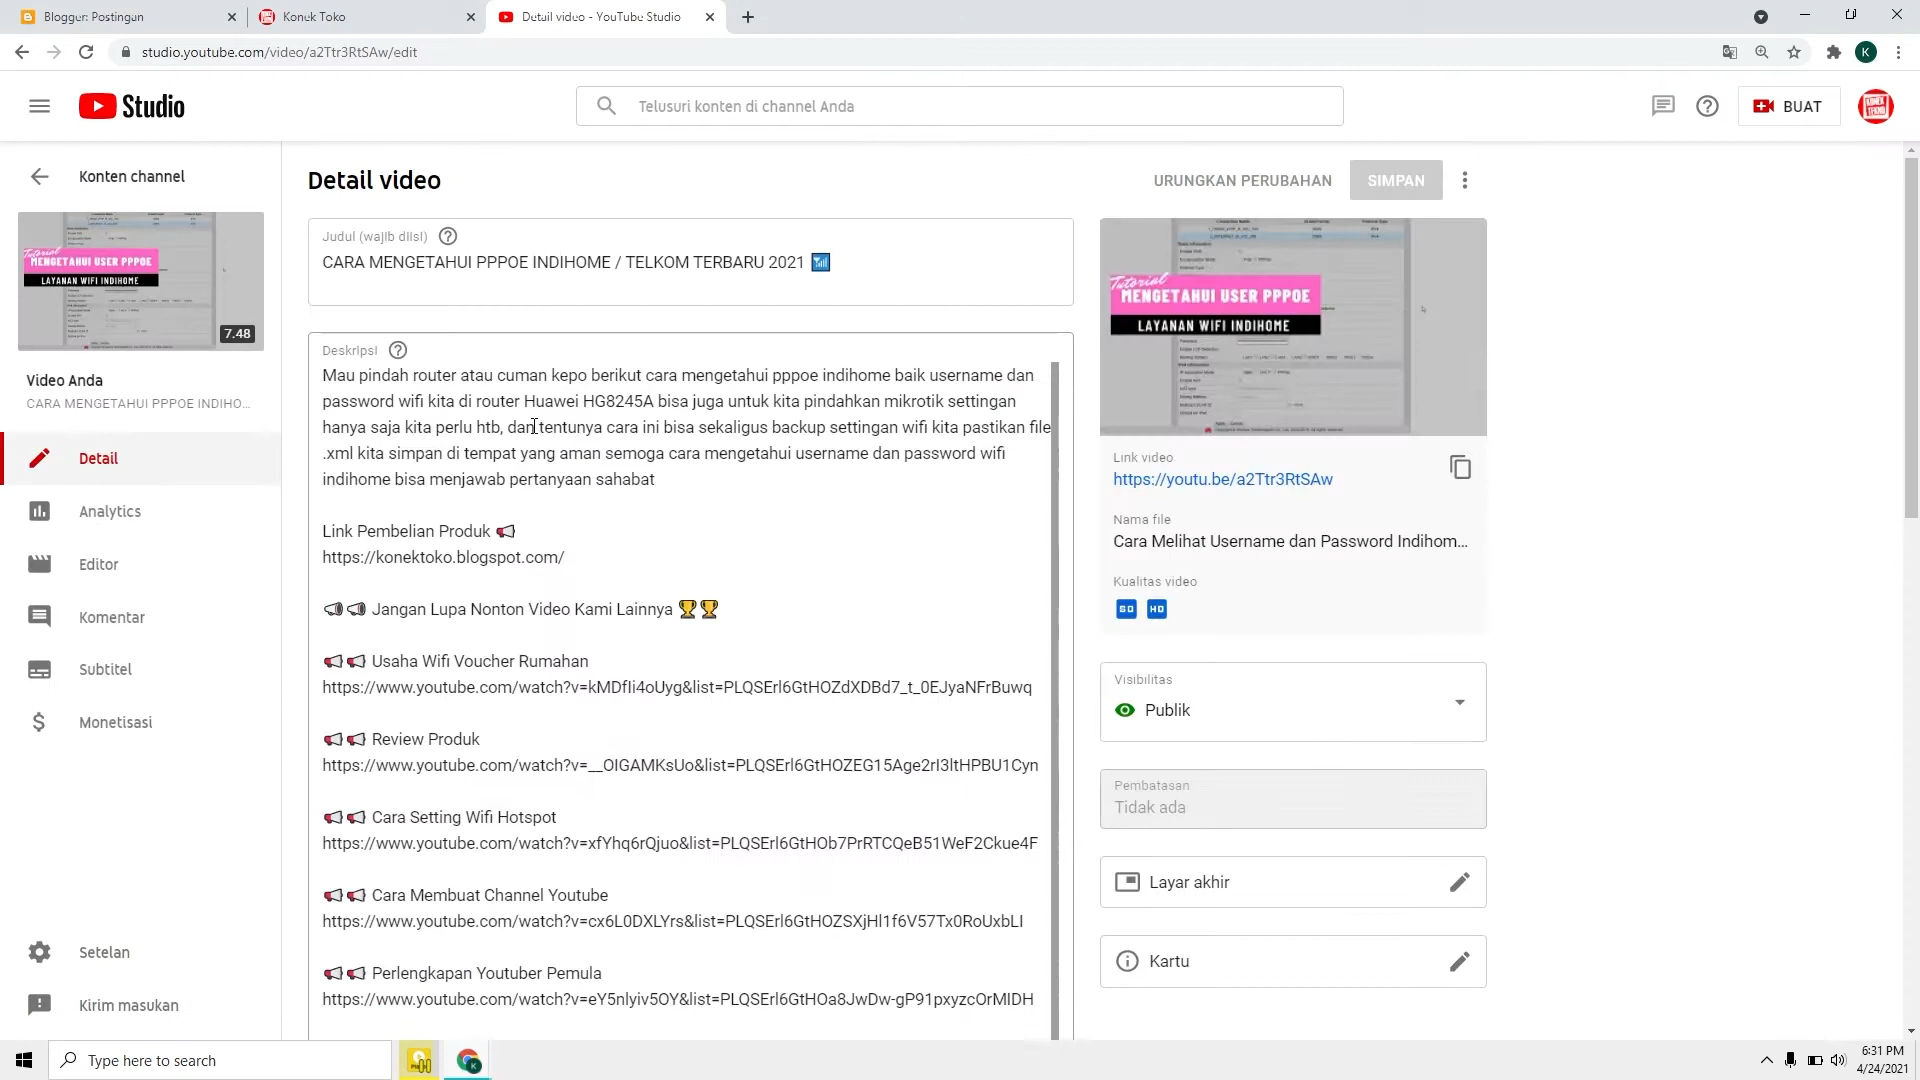 Blogger: Postingan
Konek Toko
Detail video - YouTube Studio
studio.youtube.com/video/a2Ttr3RtSAw/edit
K
Studio
Telusuri konten di channel Anda
BUAT
KONEK
TEKNO
Konten channel
Detail video
URUNGKAN PERUBAHAN
SIMPAN
Tutorial
MENGETAHUI USER PPPOE
LAYANAN WIFI INDIHOME
7.48
Video Anda
CARA MENGETAHUI PPPOE INDIHO...
Detail
Analytics
Editor
Komentar
Subtitel
Monetisasi
Setelan
Kirim masukan
Judul (wajib diisi)
CARA MENGETAHUI PPPOE INDIHOME / TELKOM TERBARU 2021 📶
Deskripsi
Mau pindah router atau cuman kepo berikut cara mengetahui pppoe indihome baik username dan
password wifi kita di router Huawei HG8245A bisa juga untuk kita pindahkan mikrotik settingan
hanya saja kita perlu htb, dan tentunya cara ini bisa sekaligus backup settingan wifi kita pastikan file
.xml kita simpan di tempat yang aman semoga cara mengetahui username dan password wifi
indihome bisa menjawab pertanyaan sahabat
Link Pembelian Produk 📢
https://konektoko.blogspot.com/
📢📢 Jangan Lupa Nonton Video Kami Lainnya 🏆🏆
📢📢 Usaha Wifi Voucher Rumahan
https://www.youtube.com/watch?v=kMDfIi4oUyg&list=PLQSErl6GtHOZdXDBd7_t_0EJyaNFrBuwq
📢📢 Review Produk
https://www.youtube.com/watch?v=__OIGAMKsUo&list=PLQSErl6GtHOZEG15Age2rI3ltHPBU1Cyn
📢📢 Cara Setting Wifi Hotspot
https://www.youtube.com/watch?v=xfYhq6rQjuo&list=PLQSErl6GtHOb7PrRTCQeB51WeF2Ckue4F
📢📢 Cara Membuat Channel Youtube
https://www.youtube.com/watch?v=cx6L0DXLYrs&list=PLQSErl6GtHOZSXjHl1f6V57Tx0RoUxbLI
📢📢 Perlengkapan Youtuber Pemula
https://www.youtube.com/watch?v=eY5nlyiv5OY&list=PLQSErl6GtHOa8JwDw-gP91pxyzcOrMIDH
Tutorial
MENGETAHUI USER PPPOE
LAYANAN WIFI INDIHOME
Link video
https://youtu.be/a2Ttr3RtSAw
Nama file
Cara Melihat Username dan Password Indihom...
Kualitas video
SD HD
Visibilitas
Publik
Pembatasan
Tidak ada
Layar akhir
Kartu
Type here to search
6:31 PM
4/24/2021